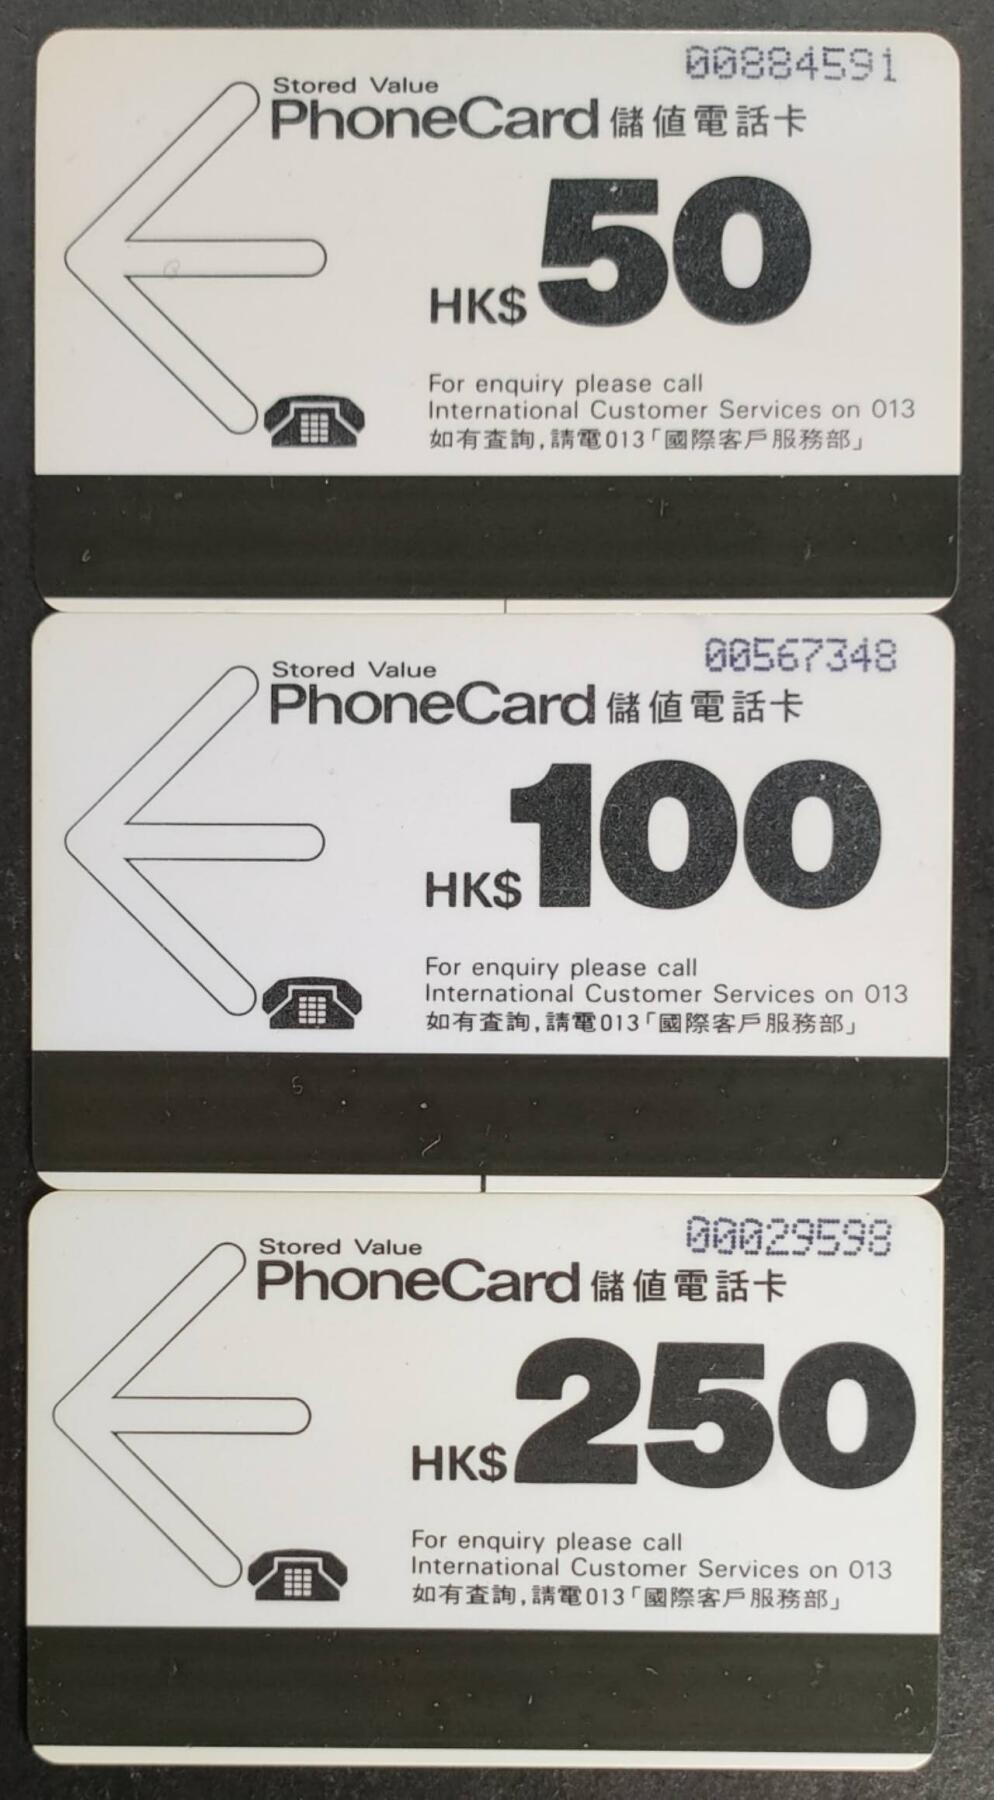 00884591
Stored Value
PhoneCard 儲值電話卡
HK$50
For enquiry please call
International Customer Services on 013
如有查詢,請電013「國際客戶服務部」
00567348
Stored Value
PhoneCard 儲值電話卡
HK$100
For enquiry please call
International Customer Services on 013
如有查詢,請電013「國際客戶服務部」
00029598
Stored Value
PhoneCard 儲值電話卡
HK$250
For enquiry please call
International Customer Services on 013
如有查詢,請電013「國際客戶服務部」